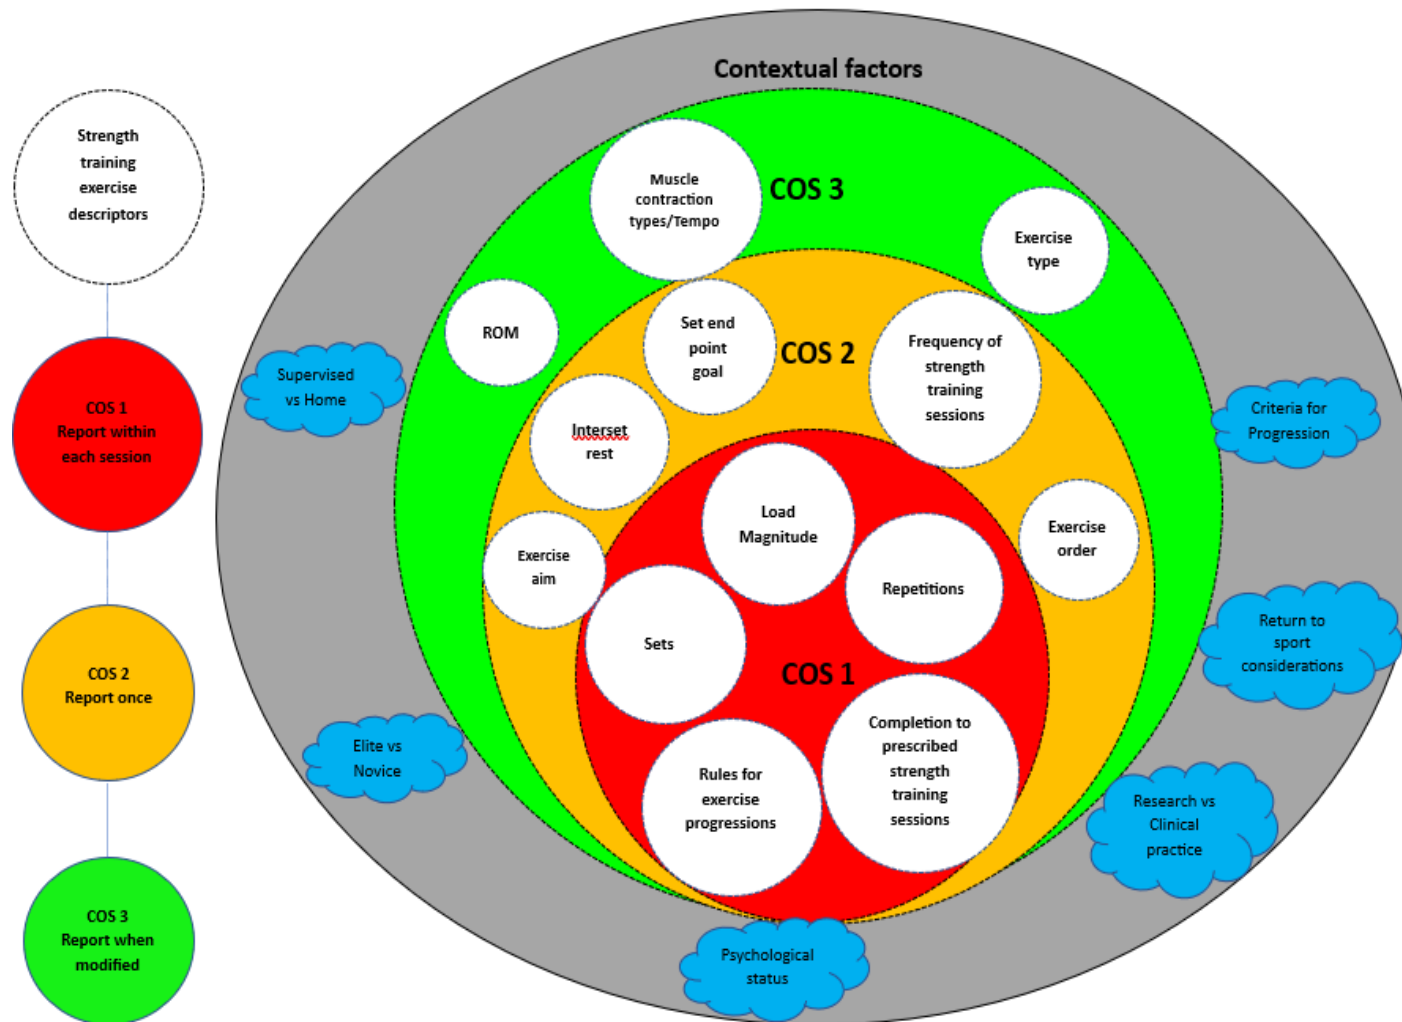 Strength
training
exercise
descriptors
COS 1
Report within
each session
COS 2
Report once
COS 3
Report when
modified
Contextual factors
COS 3
Muscle
contraction
types/Tempo
Exercise
type
ROM
COS 2
Set end
point
goal
Frequency of
strength
training
sessions
Interset
rest
Exercise
aim
Exercise
order
COS 1
Load
Magnitude
Repetitions
Sets
Rules for
exercise
progressions
Completion to
prescribed
strength
training
sessions
Supervised
vs Home
Elite vs
Novice
Psychological
status
Criteria for
Progression
Return to
sport
considerations
Research vs
Clinical
practice